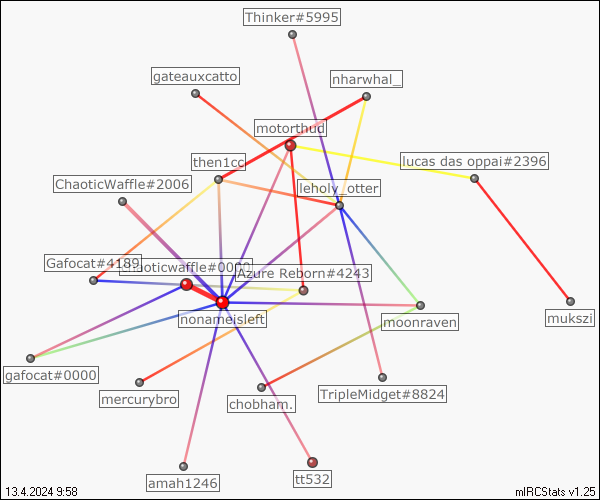 Thinker#5995
gateauxcatto
nharwhal_
motorthud
then1cc
lucas das oppai#2396
ChaoticWaffle#2006
leholy_otter
Gafocat#4189
chaoticwaffle#0000
Azure Reborn#4243
nonameisleft
moonraven
mukszi
gafocat#0000
mercurybro
chobham.
TripleMidget#8824
amah1246
tt532
13.4.2024 9:58
mIRCStats v1.25